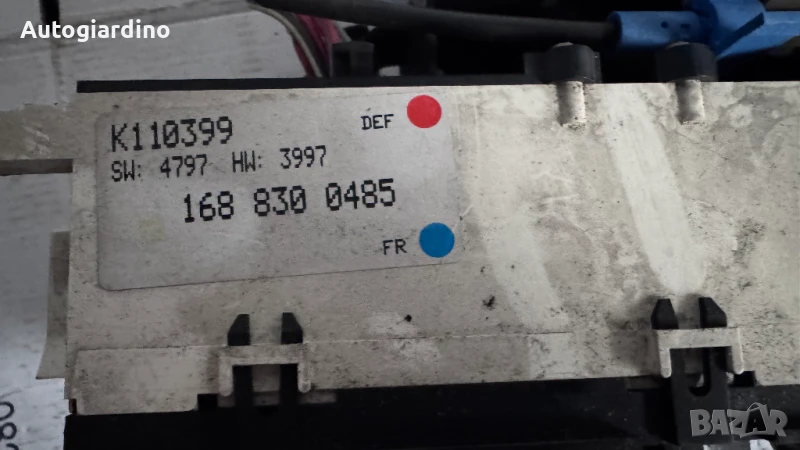 Autogiardino
K110399
DEF
SW: 4797 HW: 3997
168 830 0485
FR
BAZAR